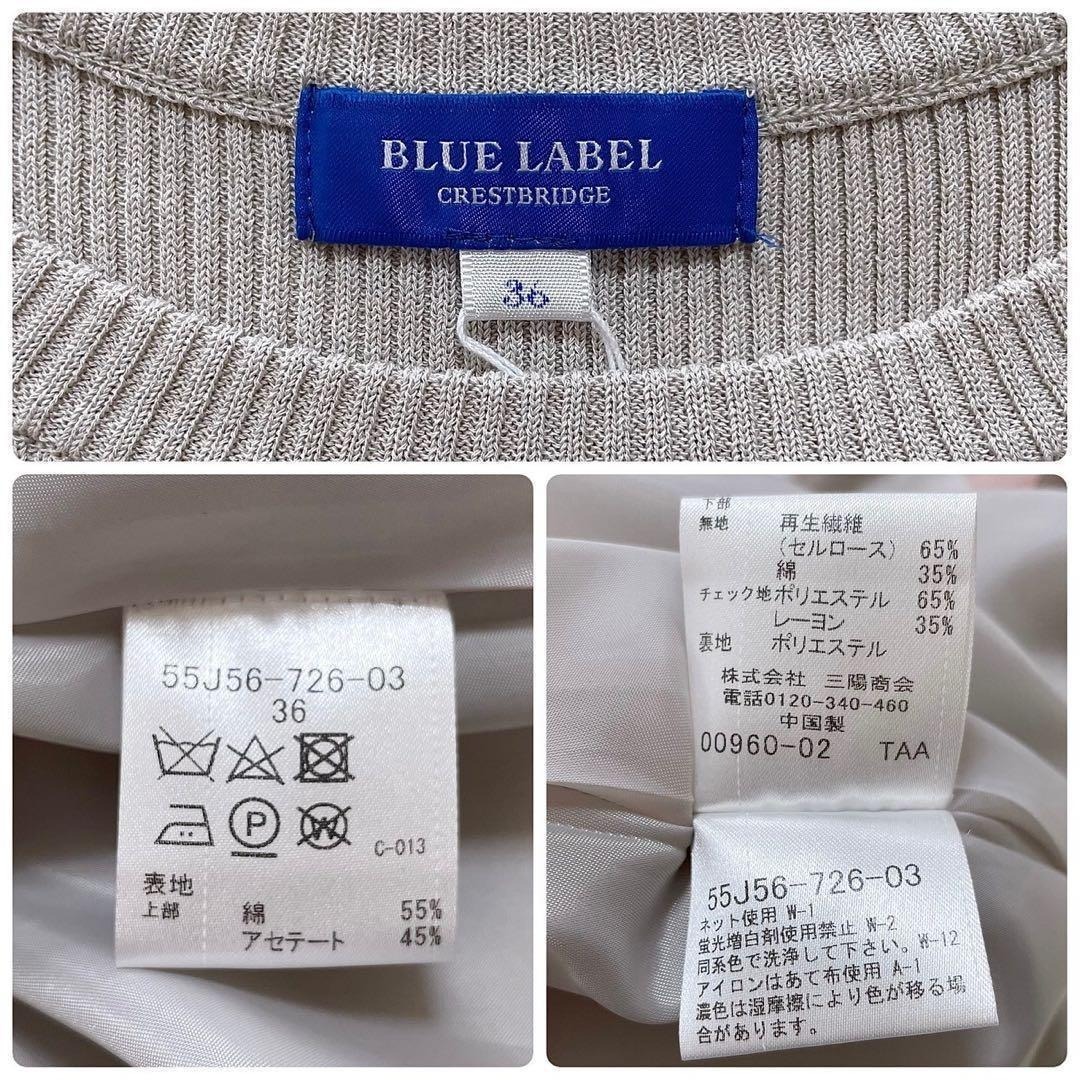 BLUE LABEL
CRESTBRIDGE
36
55J56-726-03
36
P
W
C-013
表地
上部 綿 55%
アセテート 45%
下部
無地 再生繊維
(セルロース) 65%
綿 35%
チェック地 ポリエステル 65%
レーヨン 35%
裏地 ポリエステル
株式会社 三陽商会
電話0120-340-460
中国製
00960-02 TAA
55J56-726-03
ネット使用 W-1
蛍光増白剤使用禁止 W-2
同系色で洗浄して下さい。W-12
アイロンはあて布使用 A-1
濃色は湿摩擦により色が移る場
合があります。